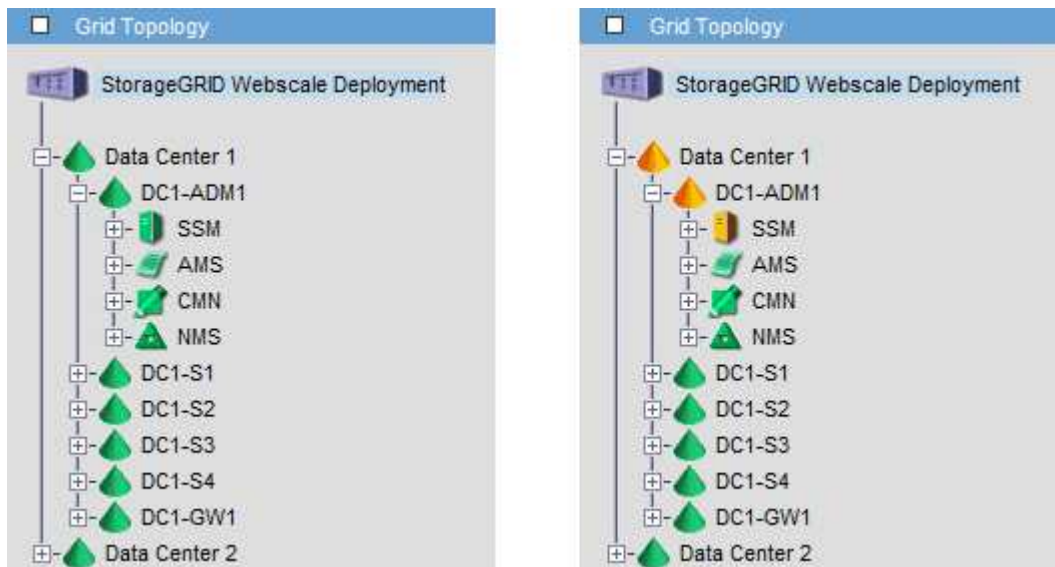 Grid Topology
StorageGRID Webscale Deployment
Data Center 1
DC1-ADM1
SSM
AMS
CMN
NMS
DC1-S1
DC1-S2
DC1-S3
DC1-S4
DC1-GW1
Data Center 2
Grid Topology
StorageGRID Webscale Deployment
Data Center 1
DC1-ADM1
SSM
AMS
CMN
NMS
DC1-S1
DC1-S2
DC1-S3
DC1-S4
DC1-GW1
Data Center 2